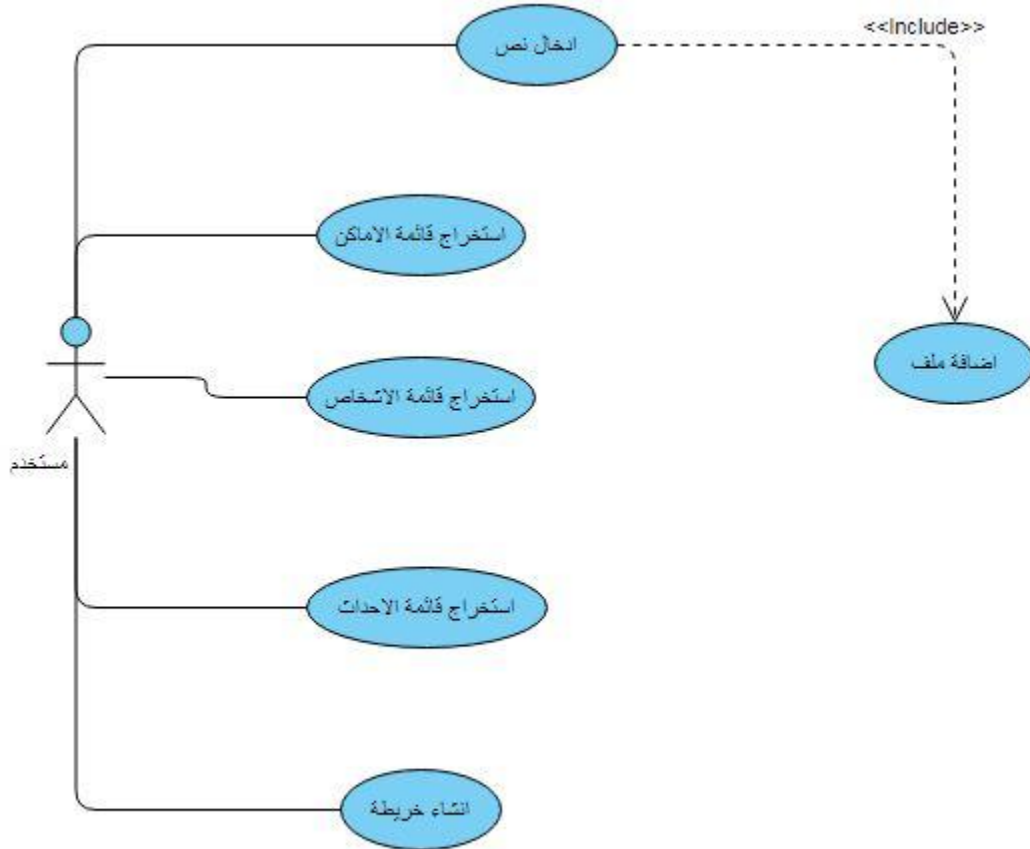 ادخال نص
<<Include>>
استخراج قائمة الاماكن
اضافة ملف
استخراج قائمة الاشخاص
مستخدم
استخراج قائمة الاحداث
انشاء خريطة